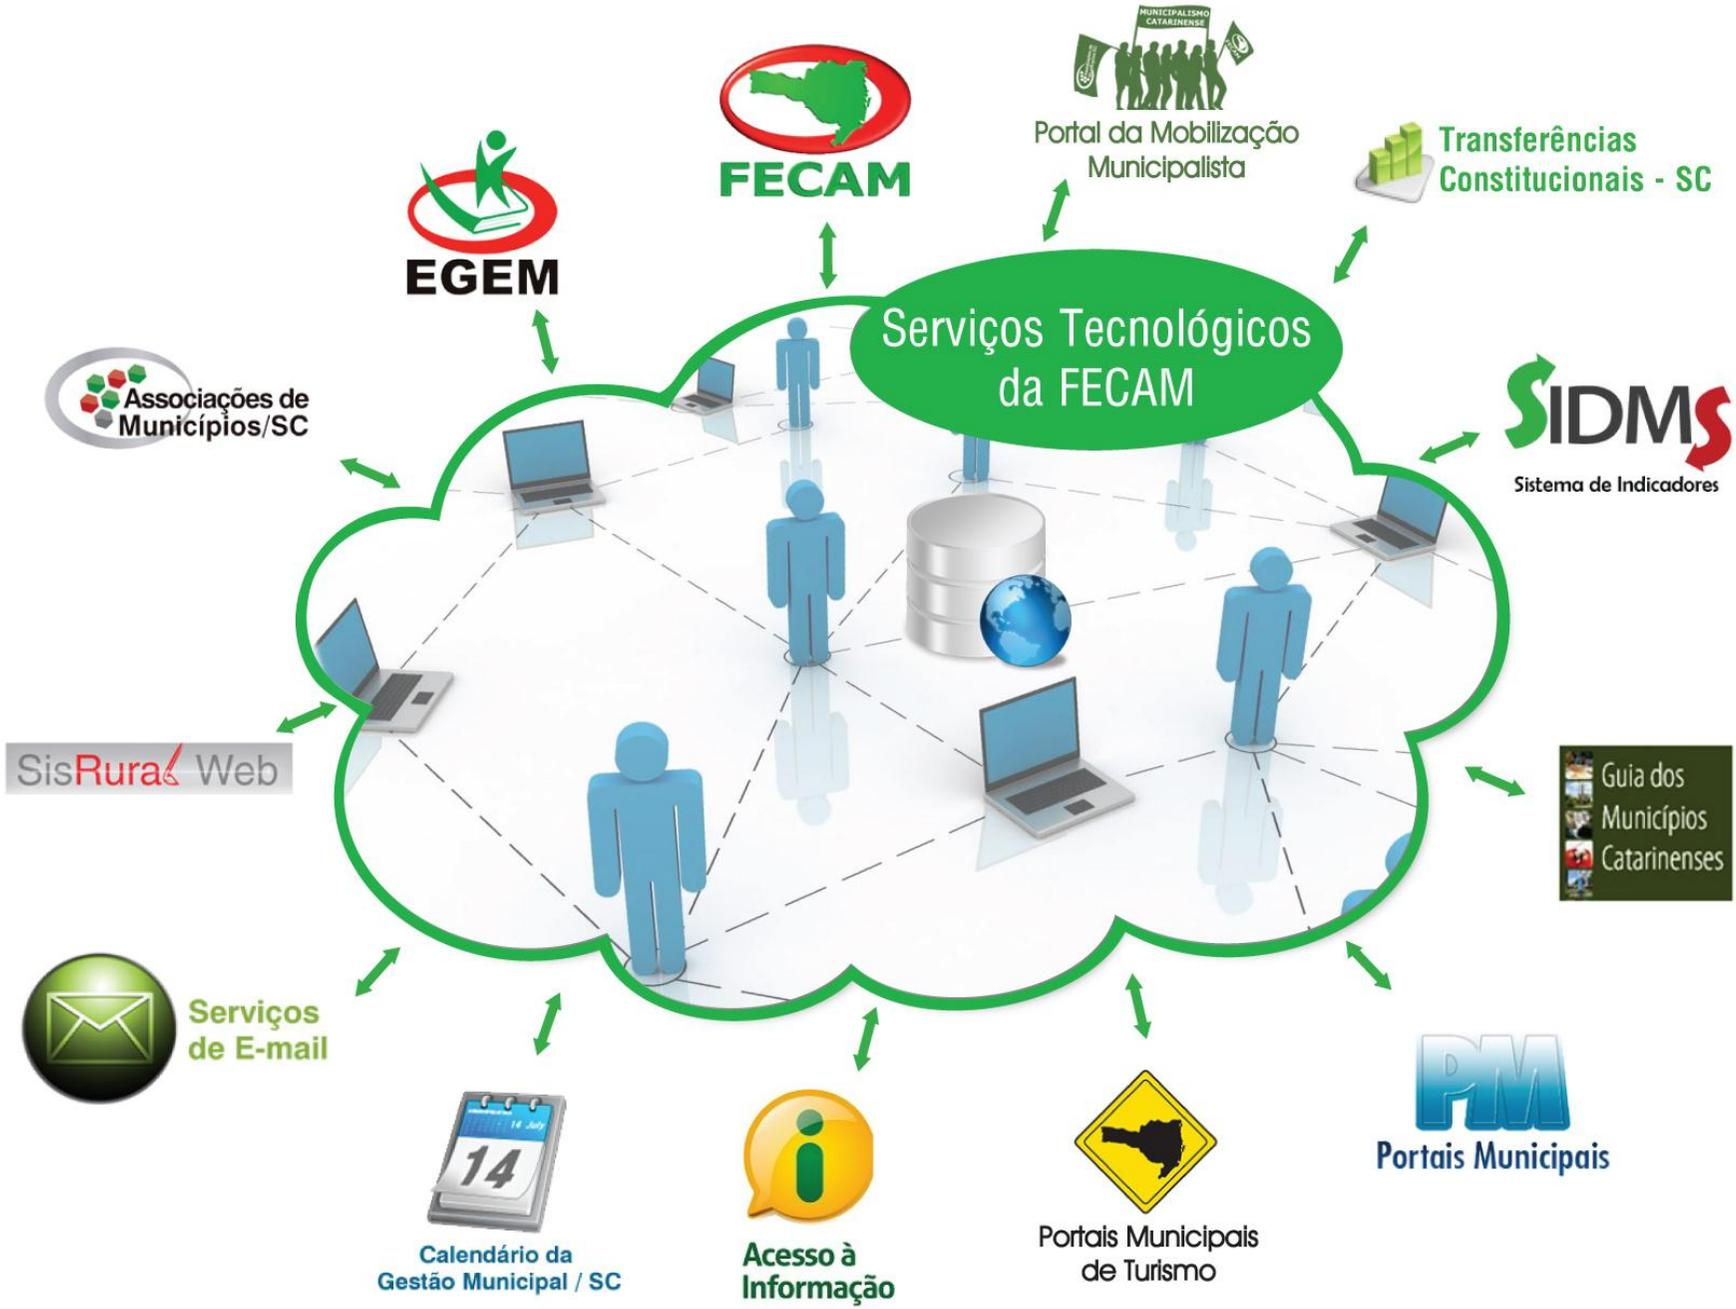 MUNICIPALISMO
CATARINENSE
FECAM
Portal da Mobilização
Municipalista
FECAM
Transferências
Constitucionais - SC
EGEM
Serviços Tecnológicos
da FECAM
Associações de
Municípios/SC
SIDMS
Sistema de Indicadores
SisRural Web
Guia dos
Municípios
Catarinenses
Serviços
de E-mail
PM
Portais Municipais
14 July
14
Calendário da
Gestão Municipal / SC
Acesso à
Informação
Portais Municipais
de Turismo